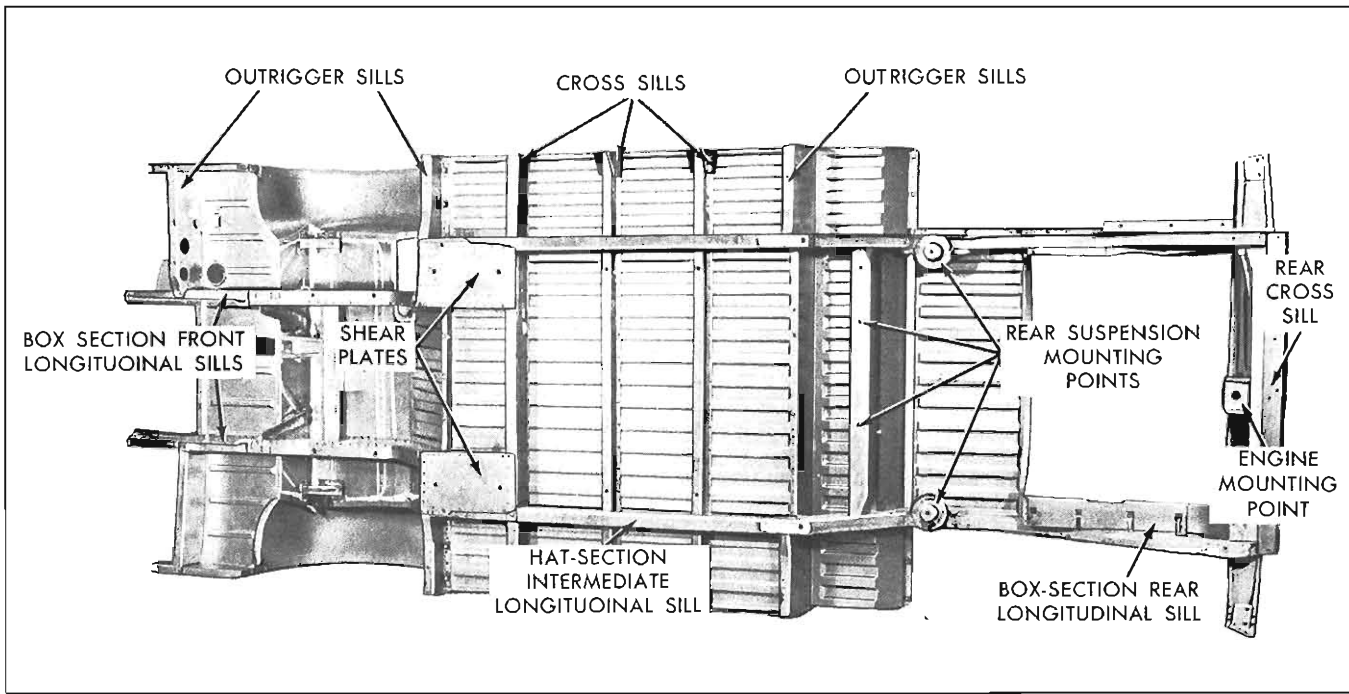 OUTRIGGER SILLS
CROSS SILLS
OUTRIGGER SILLS
BOX SECTION FRONT
LONGITUOINAL SILLS
SHEAR
PLATES
REAR SUSPENSION
MOUNTING
POINTS
REAR
CROSS
SILL
ENGINE
MOUNTING
POINT
HAT-SECTION
INTERMEDIATE
LONGITUOINAL SILL
BOX-SECTION REAR
LONGITUDINAL SILL